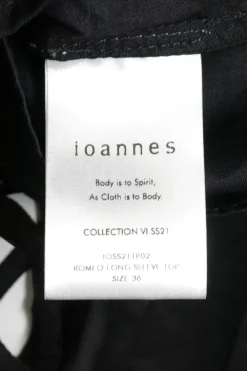 ioannes
Body is to Spirit,
As Cloth is to Body.
COLLECTION VI SS21
IOSS211P02
ROMEO LONG SLEEVE TOP
SIZE 36